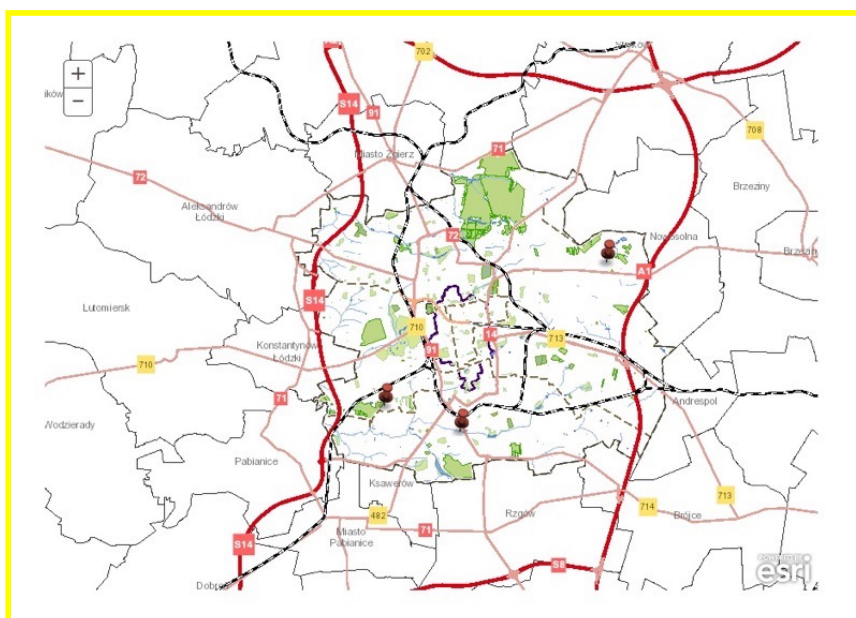 702
+
−
S14
91
71
Miasto Zgierz
708
72
Aleksandrów
Łódzki
Brzeziny
72
Nowosolna
A1
S14
Lutomiersk
710
14
713
Konstantynów
Łódzki
91
710
71
Andrespol
Wodzierady
Pabianice
Ksawerów
482
Rzgów
714
713
Brójce
71
Miasto
Pabianice
S14
S8
POWERED BY
esri